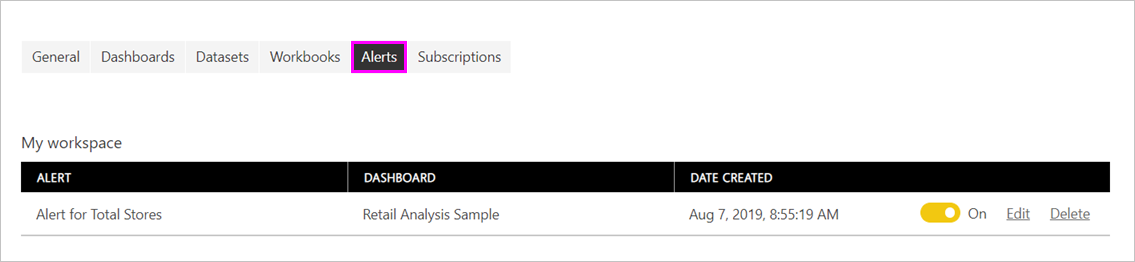 General Dashboards Datasets Workbooks Alerts Subscriptions
My workspace
ALERT DASHBOARD DATE CREATED
Alert for Total Stores Retail Analysis Sample Aug 7, 2019, 8:55:19 AM On Edit Delete